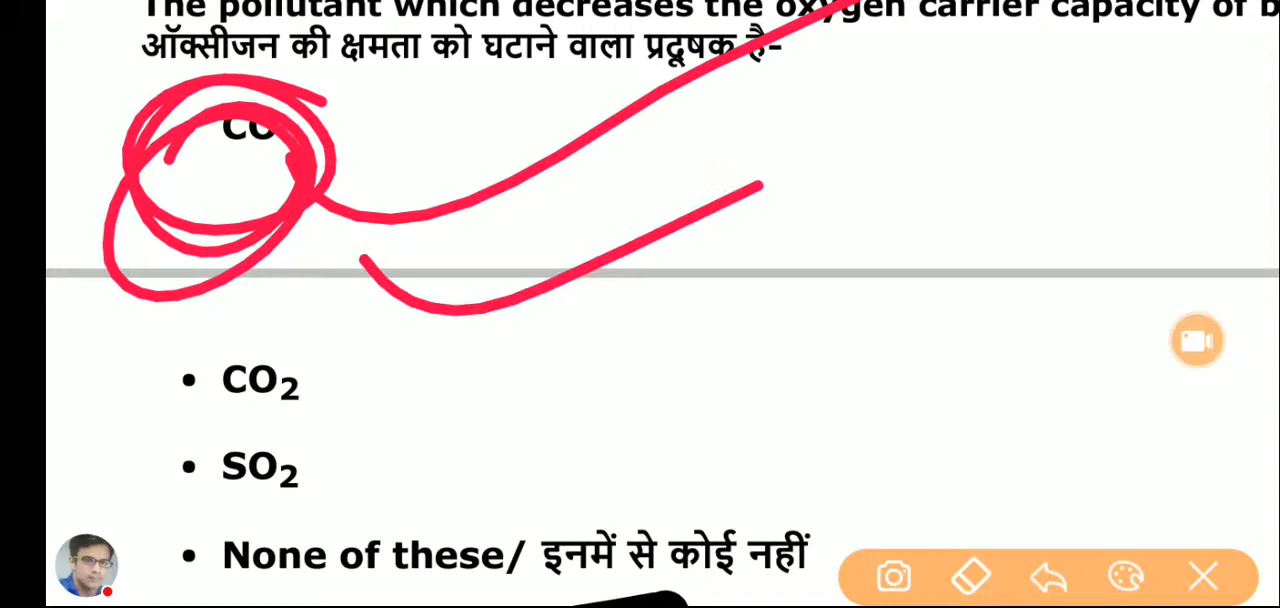 The pollutant which decreases the oxygen carrier capacity of
ऑक्सीजन की क्षमता को घटाने वाला प्रदूषक है-
CO
• CO₂
• SO₂
• None of these/ इनमें से कोई नहीं